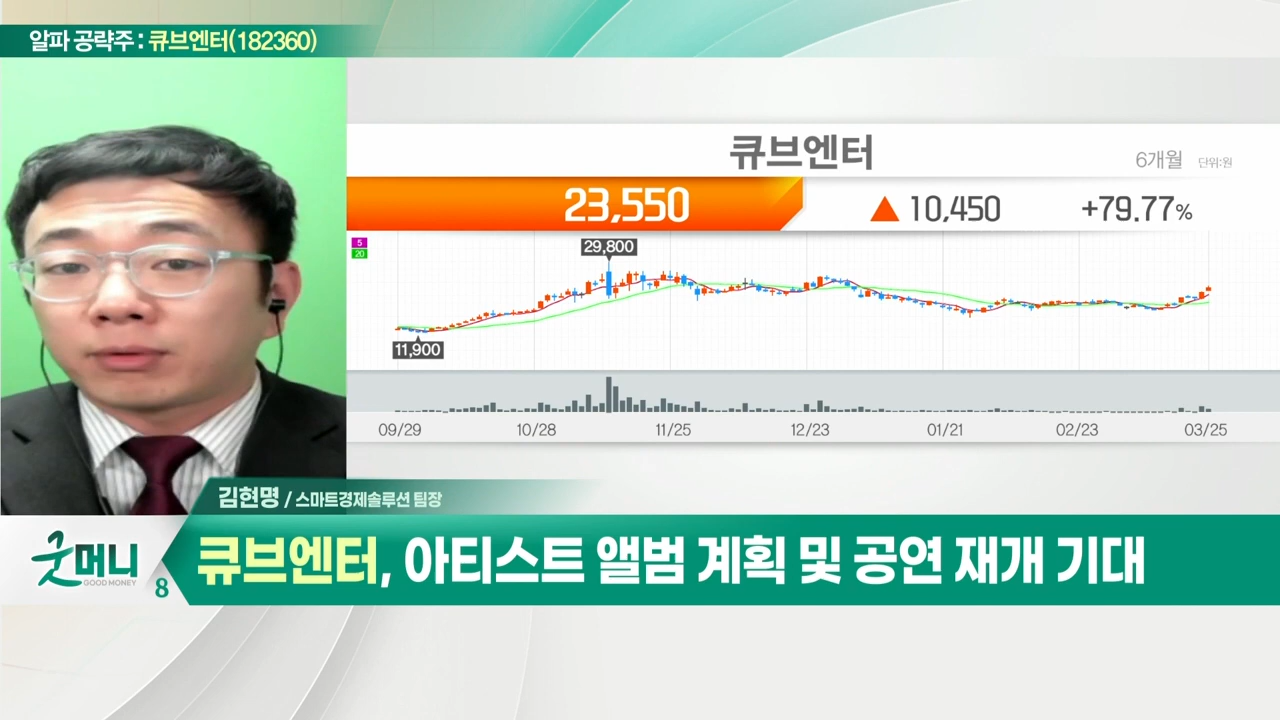 알파 공략주 : 큐브엔터(182360)
큐브엔터
6개월 단위:원
23,550 ▲ 10,450 +79.77%
5
20
29,800
11,900
09/29 10/28 11/25 12/23 01/21 02/23 03/25
김현명 / 스마트경제솔루션 팀장
굿머니
GOOD MONEY
8
큐브엔터, 아티스트 앨범 계획 및 공연 재개 기대